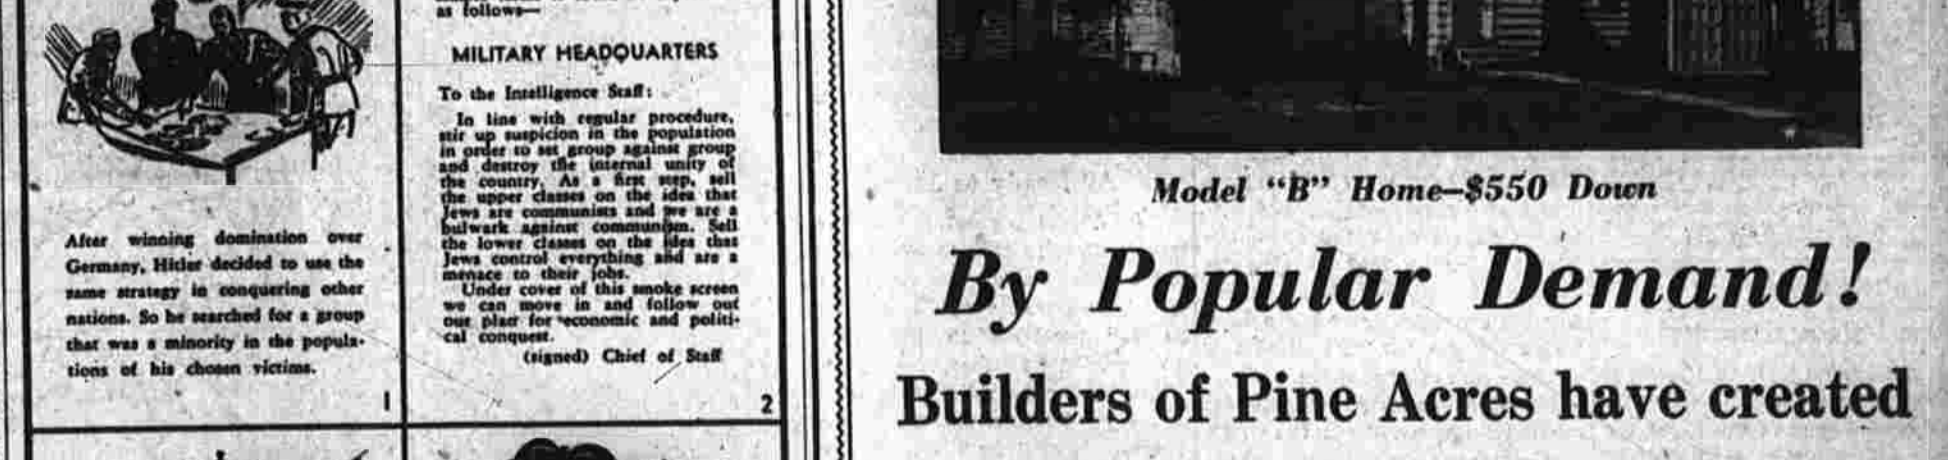 After winning domination over
Germany, Hitler decided to use the
same strategy in conquering other
nations. So he searched for a group
that was a minority in the popula-
tions of his chosen victims.
1
as follows—
MILITARY HEADQUARTERS
To the Intelligence Staff:
In line with regular procedure,
stir up suspicion in the population
in order to set group against group
and destroy the internal unity of
the country. As a first step, sell
the upper classes on the idea that
Jews are communists and we are a
bulwark against communism. Sell
the lower classes on the idea that
Jews control everything and are a
menace to their jobs.
Under cover of this smoke screen
we can move in and follow out
our plan for economic and politi-
cal conquest.
(signed) Chief of Staff
2
Model “B” Home—$550 Down
By Popular Demand!
Builders of Pine Acres have created